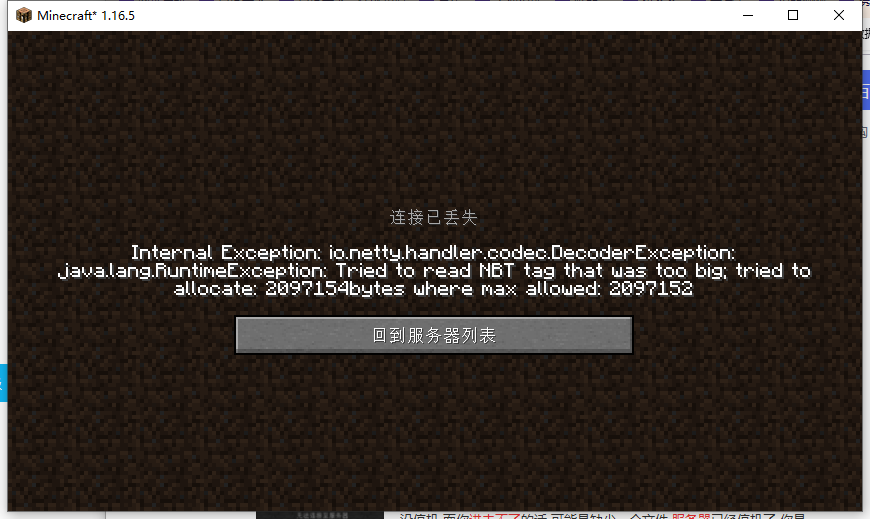 Minecraft* 1.16.5
连接已丢失
Internal Exception: io.netty.handler.codec.DecoderException:
java.lang.RuntimeException: Tried to read NBT tag that was too big; tried to
allocate: 2097154bytes where max allowed: 2097152
回到服务器列表